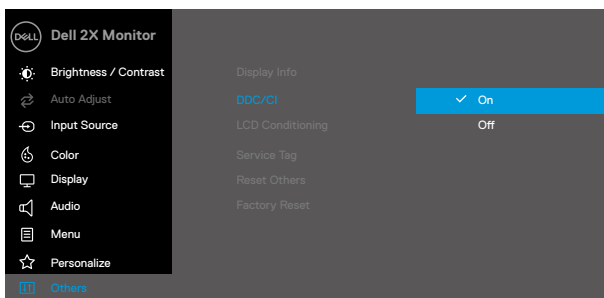 DELL Dell 2X Monitor
Brightness / Contrast
Auto Adjust
Input Source
Color
Display
Audio
Menu
Personalize
Others
Display Info
DDC/CI
LCD Conditioning
Service Tag
Reset Others
Factory Reset
On
Off